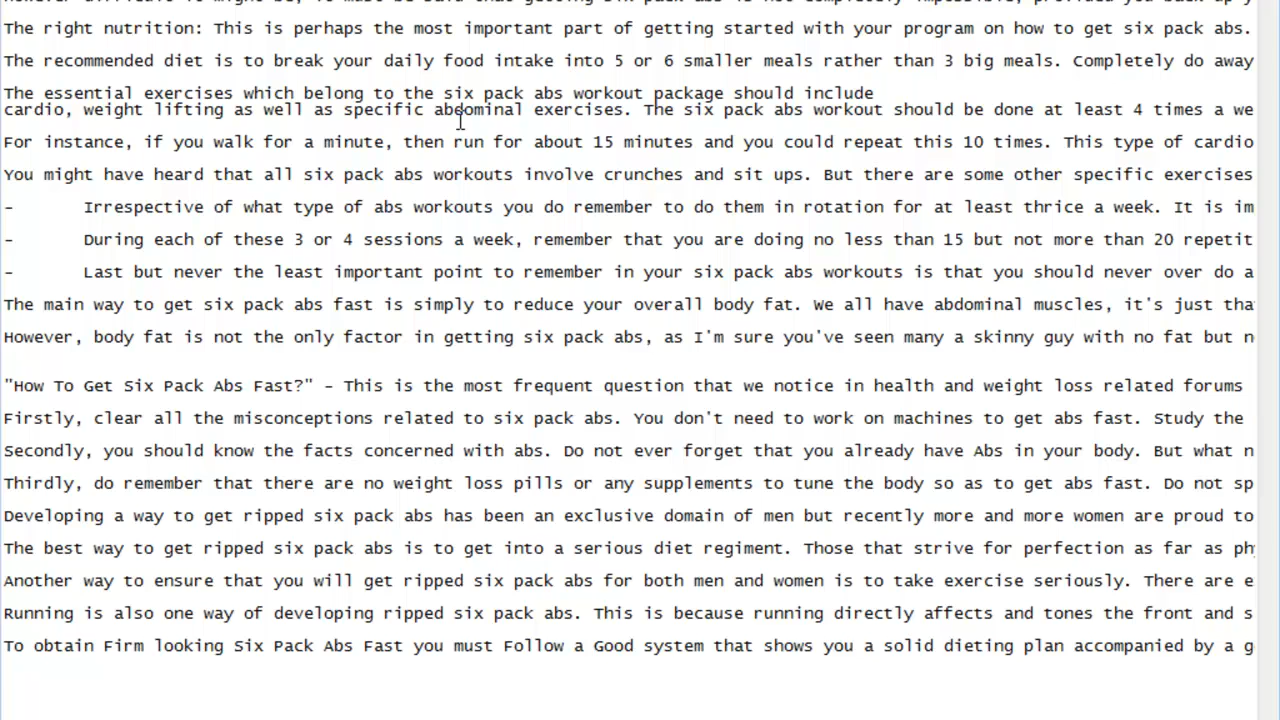 The right nutrition: This is perhaps the most important part of getting started with your program on how to get six pack abs.
The recommended diet is to break your daily food intake into 5 or 6 smaller meals rather than 3 big meals. Completely do away
The essential exercises which belong to the six pack abs workout package should include
cardio, weight lifting as well as specific abdominal exercises. The six pack abs workout should be done at least 4 times a we
For instance, if you walk for a minute, then run for about 15 minutes and you could repeat this 10 times. This type of cardio
You might have heard that all six pack abs workouts involve crunches and sit ups. But there are some other specific exercises
- Irrespective of what type of abs workouts you do remember to do them in rotation for at least thrice a week. It is im
- During each of these 3 or 4 sessions a week, remember that you are doing no less than 15 but not more than 20 repetit
- Last but never the least important point to remember in your six pack abs workouts is that you should never over do a
The main way to get six pack abs fast is simply to reduce your overall body fat. We all have abdominal muscles, it's just tha
However, body fat is not the only factor in getting six pack abs, as I'm sure you've seen many a skinny guy with no fat but n
"How To Get Six Pack Abs Fast?" - This is the most frequent question that we notice in health and weight loss related forums
Firstly, clear all the misconceptions related to six pack abs. You don't need to work on machines to get abs fast. Study the
Secondly, you should know the facts concerned with abs. Do not ever forget that you already have Abs in your body. But what n
Thirdly, do remember that there are no weight loss pills or any supplements to tune the body so as to get abs fast. Do not sp
Developing a way to get ripped six pack abs has been an exclusive domain of men but recently more and more women are proud to
The best way to get ripped six pack abs is to get into a serious diet regiment. Those that strive for perfection as far as phy
Another way to ensure that you will get ripped six pack abs for both men and women is to take exercise seriously. There are e
Running is also one way of developing ripped six pack abs. This is because running directly affects and tones the front and s
To obtain Firm looking Six Pack Abs Fast you must Follow a Good system that shows you a solid dieting plan accompanied by a g